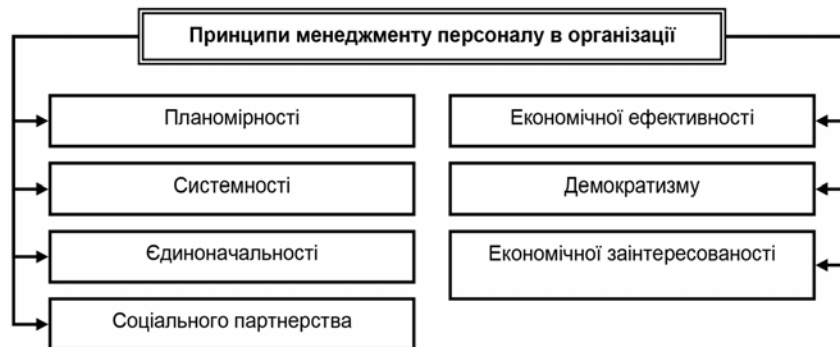 Принципи менеджменту персоналу в організації
Планомірності
Системності
Єдиноначальності
Соціального партнерства
Економічної ефективності
Демократизму
Економічної заінтересованості